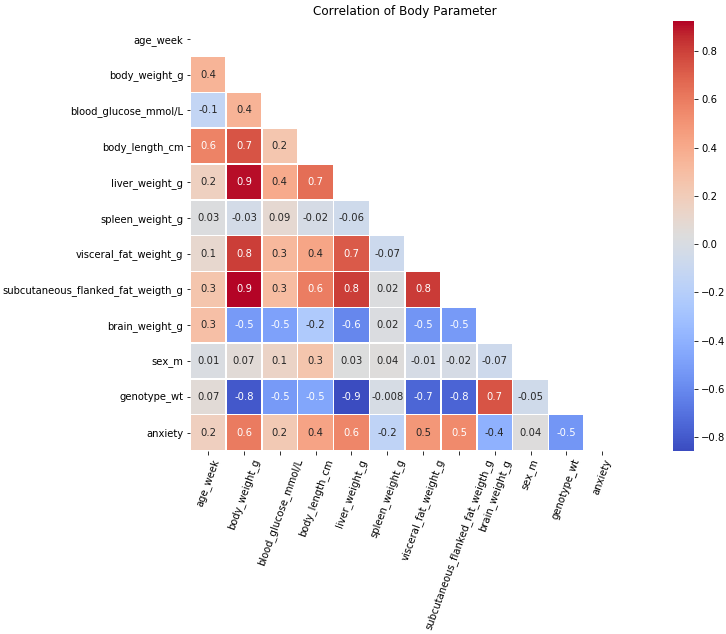 Correlation of Body Parameter
age_week
body_weight_g 0.4
blood_glucose_mmol/L -0.1 0.4
body_length_cm 0.6 0.7 0.2
liver_weight_g 0.2 0.9 0.4 0.7
spleen_weight_g 0.03 -0.03 0.09 -0.02 -0.06
visceral_fat_weight_g 0.1 0.8 0.3 0.4 0.7 -0.07
subcutaneous_flanked_fat_weigth_g 0.3 0.9 0.3 0.6 0.8 0.02 0.8
brain_weight_g 0.3 -0.5 -0.5 -0.2 -0.6 0.02 -0.5 -0.5
sex_m 0.01 0.07 0.1 0.3 0.03 0.04 -0.01 -0.02 -0.07
genotype_wt 0.07 -0.8 -0.5 -0.5 -0.9 -0.008 -0.7 -0.8 0.7 -0.05
anxiety 0.2 0.6 0.2 0.4 0.6 -0.2 0.5 0.5 -0.4 0.04 -0.5
age_week
body_weight_g
blood_glucose_mmol/L
body_length_cm
liver_weight_g
spleen_weight_g
visceral_fat_weight_g
subcutaneous_flanked_fat_weigth_g
brain_weight_g
sex_m
genotype_wt
anxiety
0.8
0.6
0.4
0.2
0.0
−0.2
−0.4
−0.6
−0.8